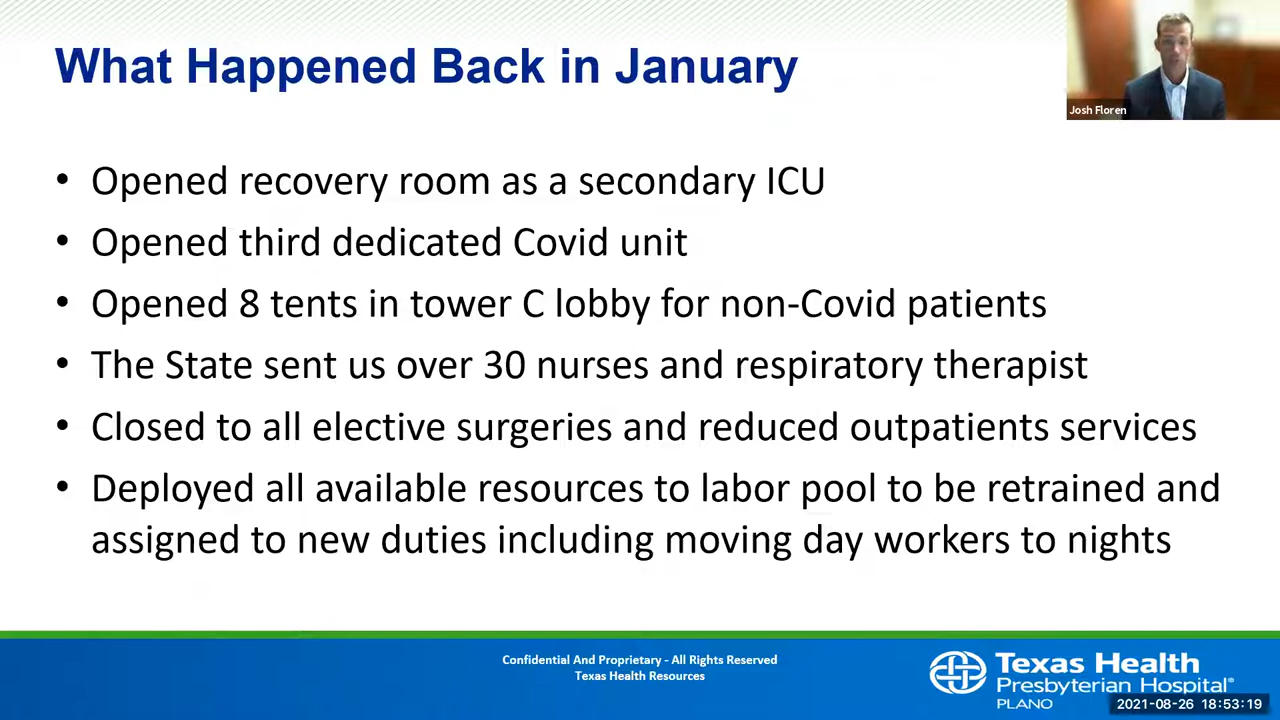 What Happened Back in January
Josh Floren
• Opened recovery room as a secondary ICU
• Opened third dedicated Covid unit
• Opened 8 tents in tower C lobby for non-Covid patients
• The State sent us over 30 nurses and respiratory therapist
• Closed to all elective surgeries and reduced outpatients services
• Deployed all available resources to labor pool to be retrained and
assigned to new duties including moving day workers to nights
Confidential And Proprietary - All Rights Reserved
Texas Health Resources
Texas Health
Presbyterian Hospital®
PLANO
2021-08-26 18:53:19